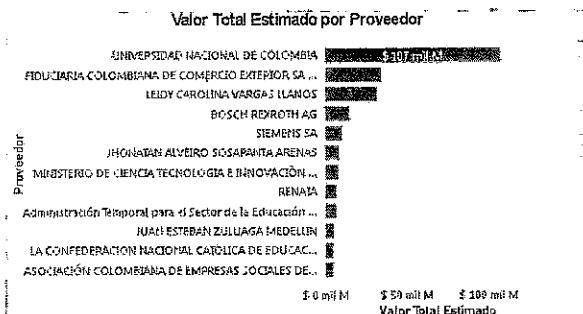 Valor Total Estimado por Proveedor
UNIVERSIDAD NACIONAL DE COLOMBIA
$ 107 mil M
FIDUCIARIA COLOMBIANA DE COMERCIO EXTERIOR SA ...
LEIDY CAROLINA VARGAS LLANOS
BOSCH REXROTH AG
SIEMENS SA
JHONATAN ALVEIRO SOSAPANTA ARENAS
MINISTERIO DE CIENCIA TECNOLOGIA E INNOVACIÓN ...
RENATA
Administración Temporal para el Sector de la Educación ...
JUAN ESTEBAN ZULUAGA MEDELLIN
LA CONFEDERACION NACIONAL CATÓLICA DE EDUCAC...
ASOCIACIÓN COLOMBIANA DE EMPRESAS SOCIALES DE...
Proveedor
$ 0 mil M $ 50 mil M $ 100 mil M
Valor Total Estimado